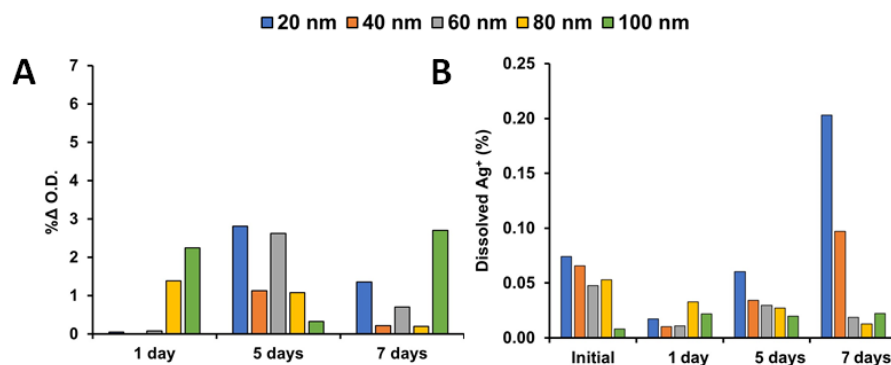 20 nm 40 nm 60 nm 80 nm 100 nm
A
%Δ O.D.
7
6
5
4
3
2
1
0
1 day 5 days 7 days
B
Dissolved Ag⁺ (%)
0.25
0.20
0.15
0.10
0.05
0.00
Initial 1 day 5 days 7 days